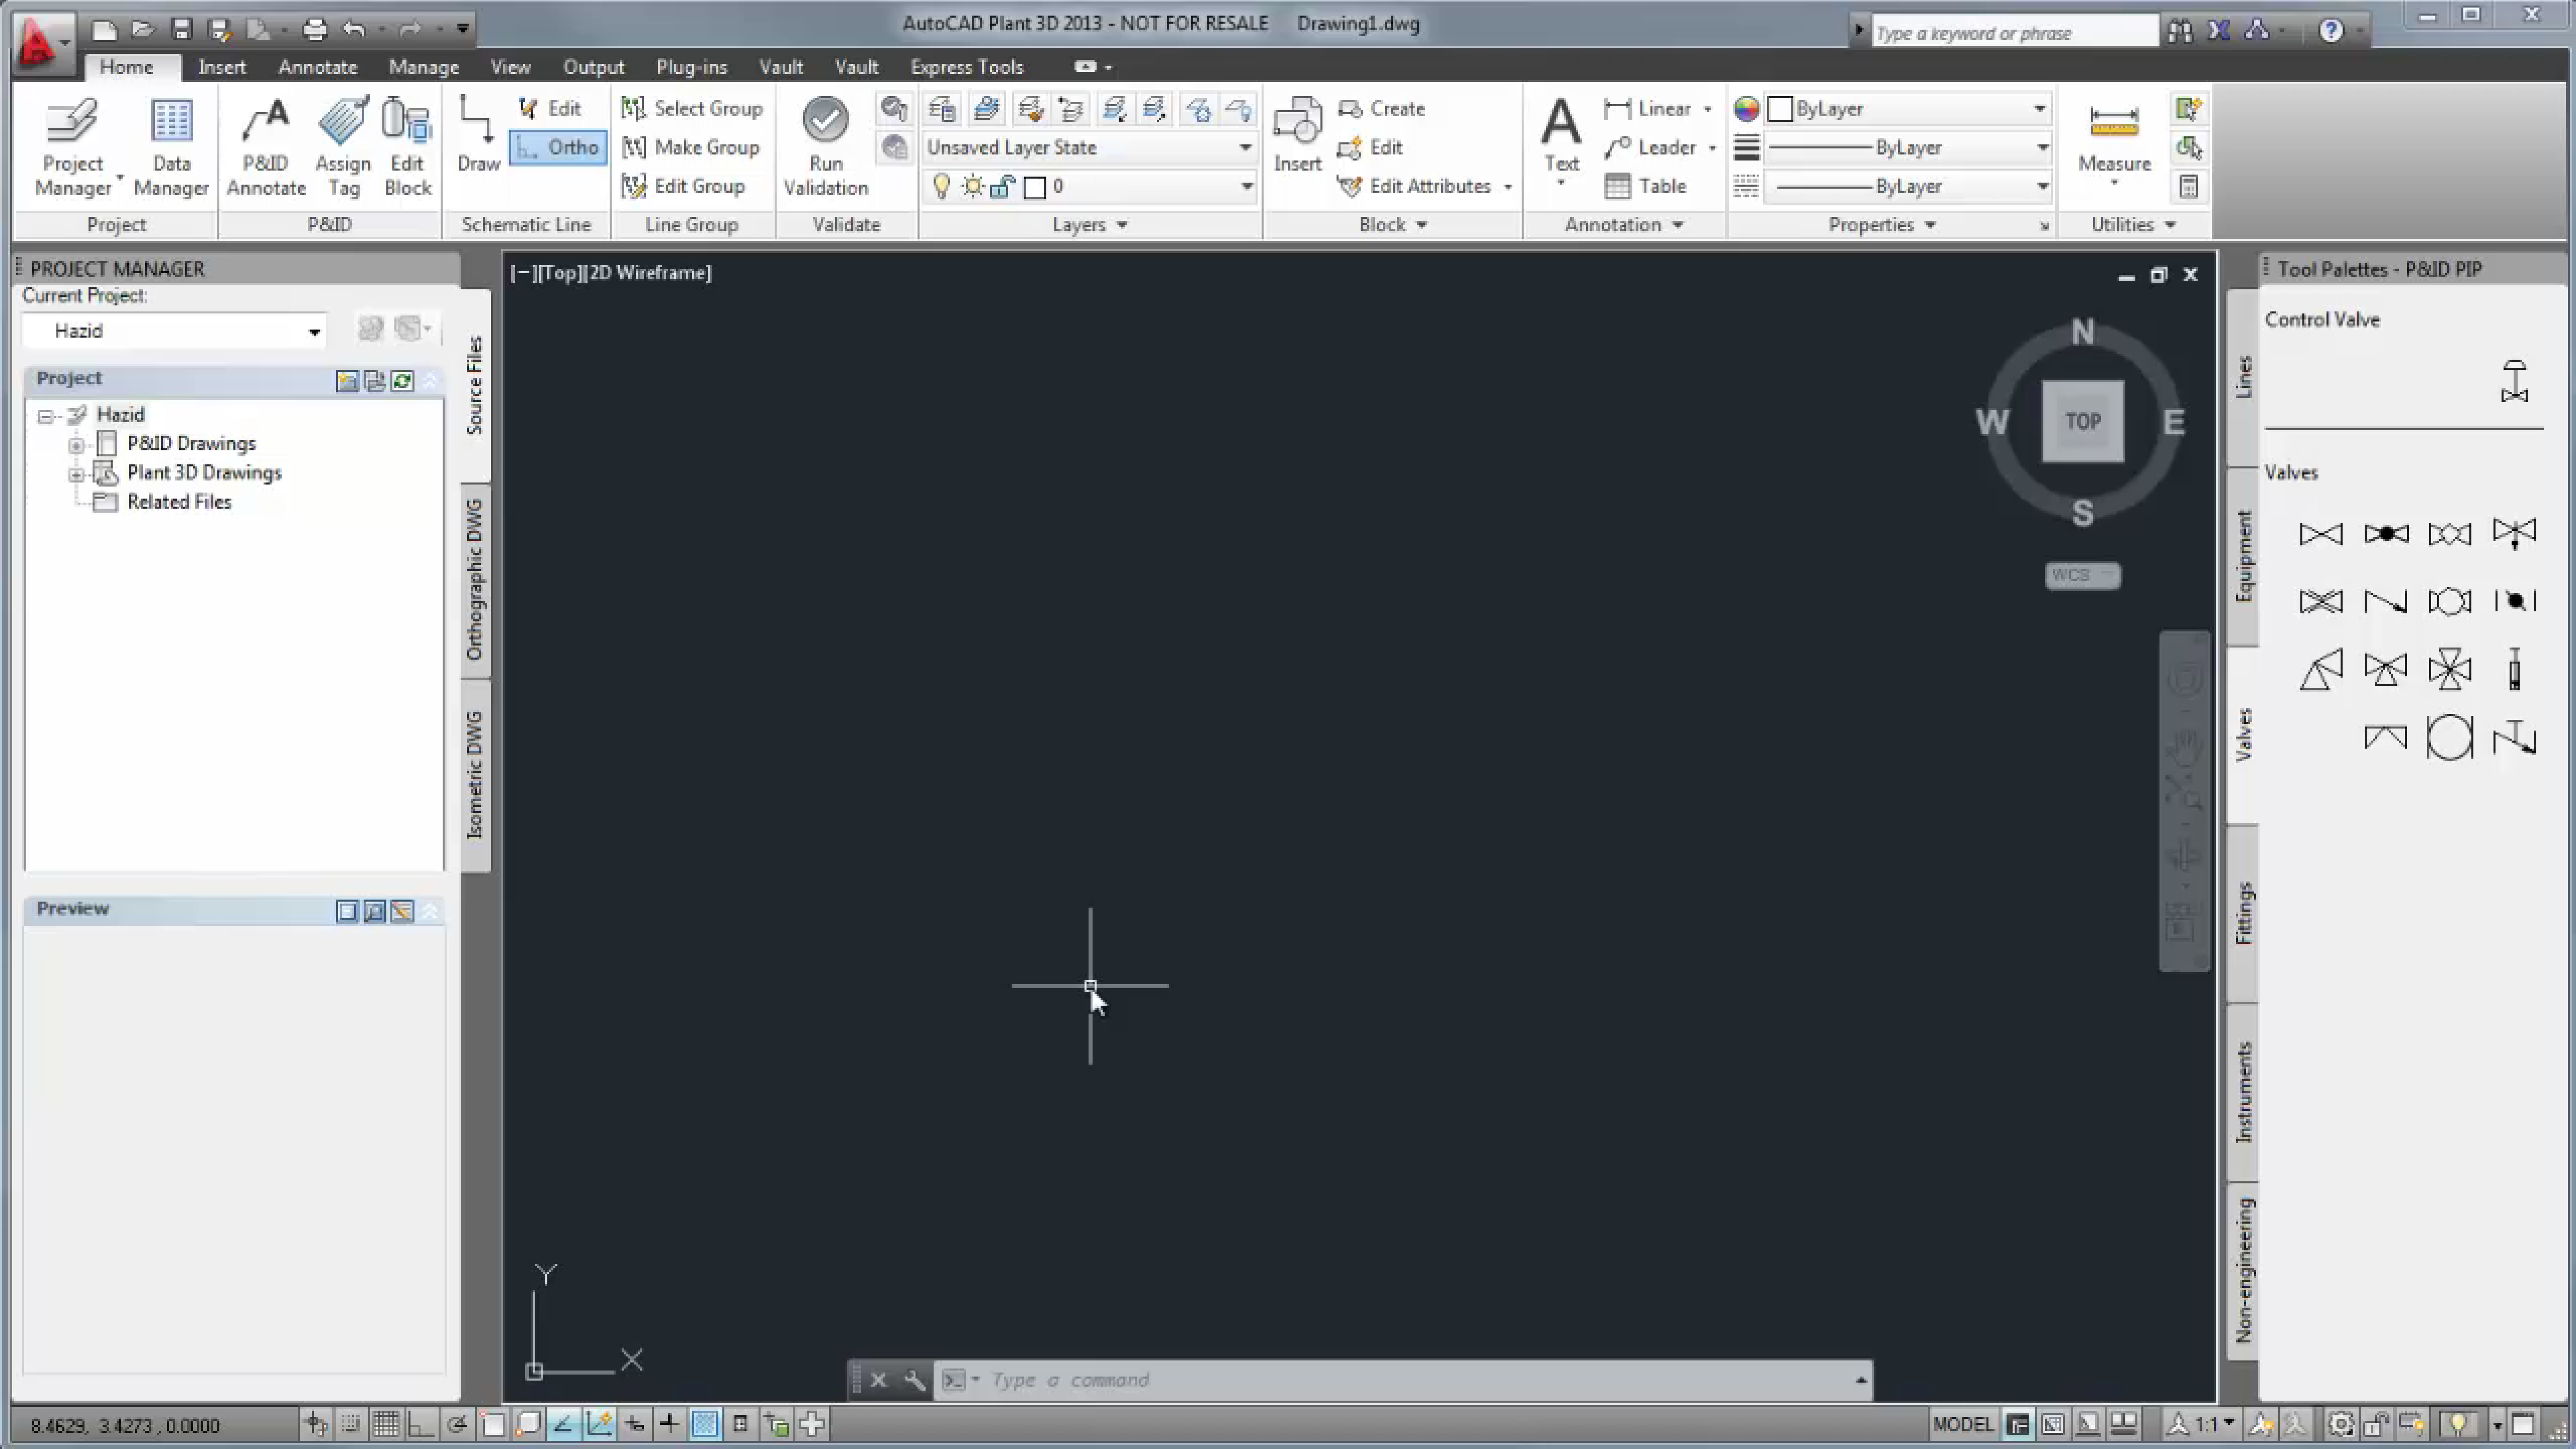 AutoCAD Plant 3D 2013 - NOT FOR RESALE Drawing1.dwg
Type a keyword or phrase
Home Insert Annotate Manage View Output Plug-ins Vault Vault Express Tools
Project Manager
Data Manager
P&ID Annotate
Assign Tag
Edit Block
Draw
Edit
Ortho
Select Group
Make Group
Edit Group
Run Validation
Unsaved Layer State
0
Insert
Create
Edit
Edit Attributes
Text
Linear
Leader
Table
ByLayer
ByLayer
ByLayer
Measure
Project P&ID Schematic Line Line Group Validate Layers Block Annotation Properties Utilities
PROJECT MANAGER
Current Project:
Hazid
Project
Hazid
P&ID Drawings
Plant 3D Drawings
Related Files
Source Files
Orthographic DWG
Isometric DWG
Preview
[−][Top][2D Wireframe]
N
W
TOP
E
S
WCS
Y
X
Type a command
Tool Palettes - P&ID PIP
Control Valve
Valves
Lines
Equipment
Valves
Fittings
Instruments
Non-engineering
8.4629, 3.4273 , 0.0000
MODEL
1:1